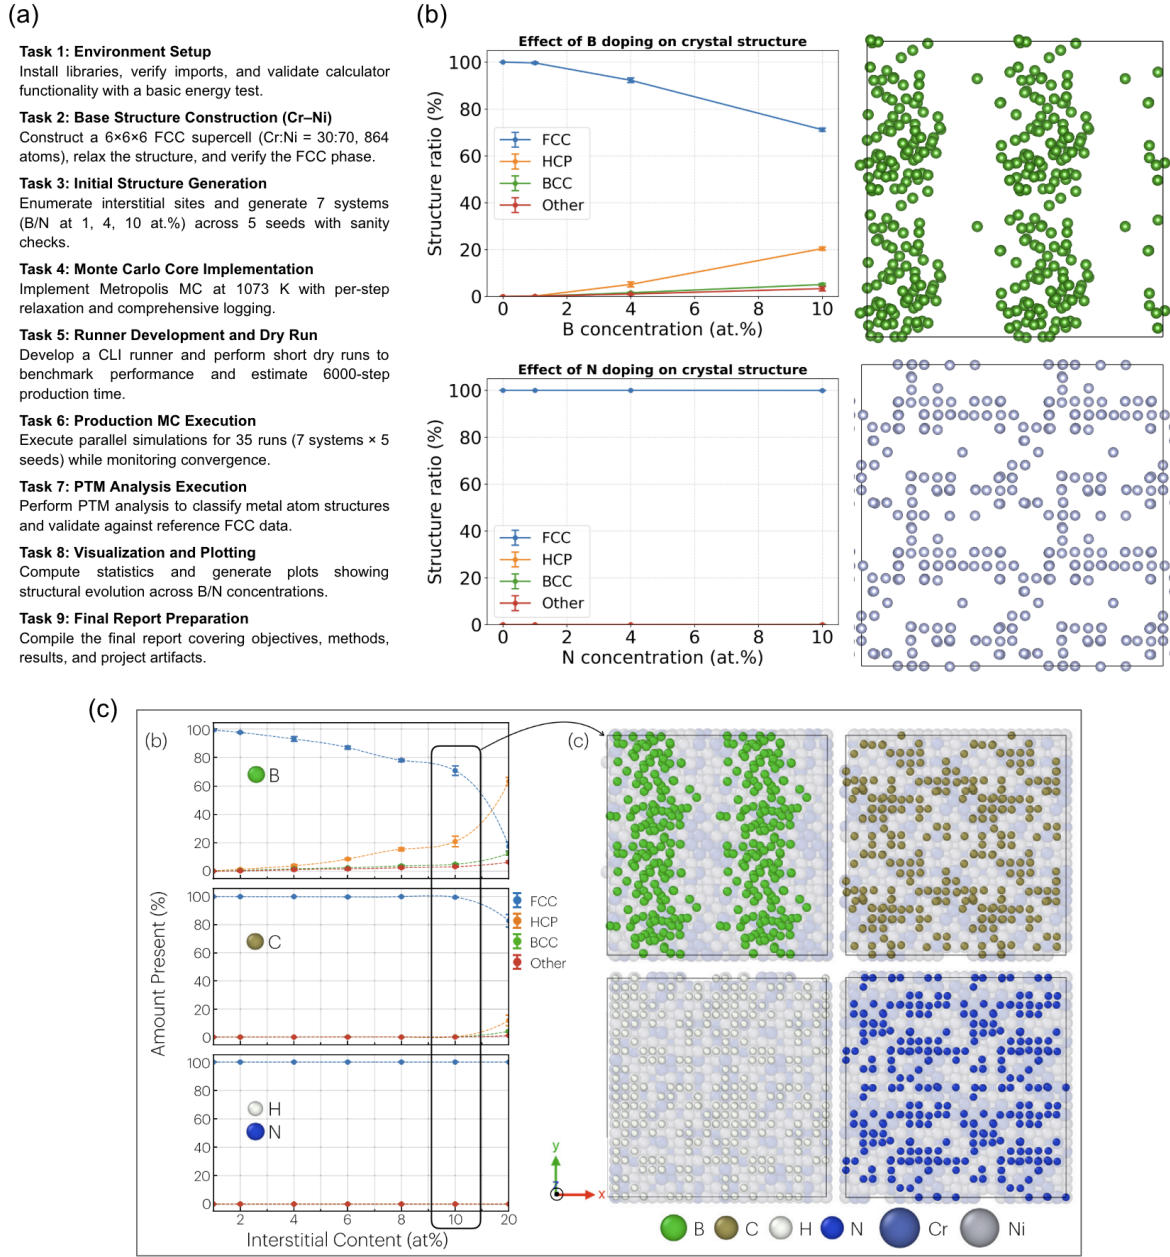 (a)
Task 1: Environment Setup
Install libraries, verify imports, and validate calculator
functionality with a basic energy test.
Task 2: Base Structure Construction (Cr–Ni)
Construct a 6×6×6 FCC supercell (Cr:Ni = 30:70, 864
atoms), relax the structure, and verify the FCC phase.
Task 3: Initial Structure Generation
Enumerate interstitial sites and generate 7 systems
(B/N at 1, 4, 10 at.%) across 5 seeds with sanity
checks.
Task 4: Monte Carlo Core Implementation
Implement Metropolis MC at 1073 K with per-step
relaxation and comprehensive logging.
Task 5: Runner Development and Dry Run
Develop a CLI runner and perform short dry runs to
benchmark performance and estimate 6000-step
production time.
Task 6: Production MC Execution
Execute parallel simulations for 35 runs (7 systems × 5
seeds) while monitoring convergence.
Task 7: PTM Analysis Execution
Perform PTM analysis to classify metal atom structures
and validate against reference FCC data.
Task 8: Visualization and Plotting
Compute statistics and generate plots showing
structural evolution across B/N concentrations.
Task 9: Final Report Preparation
Compile the final report covering objectives, methods,
results, and project artifacts.
(b)
Effect of B doping on crystal structure
Structure ratio (%)
100
80
60
40
20
0
FCC
HCP
BCC
Other
0 2 4 6 8 10
B concentration (at.%)
Effect of N doping on crystal structure
Structure ratio (%)
100
80
60
40
20
0
FCC
HCP
BCC
Other
0 2 4 6 8 10
N concentration (at.%)
(c)
(b)
Amount Present (%)
100
80
60
40
20
0
B
100
80
60
40
20
0
C
FCC
HCP
BCC
Other
100
80
60
40
20
0
H
N
2 4 6 8 10 20
Interstitial Content (at%)
(c)
y
z
x
B C H N Cr Ni